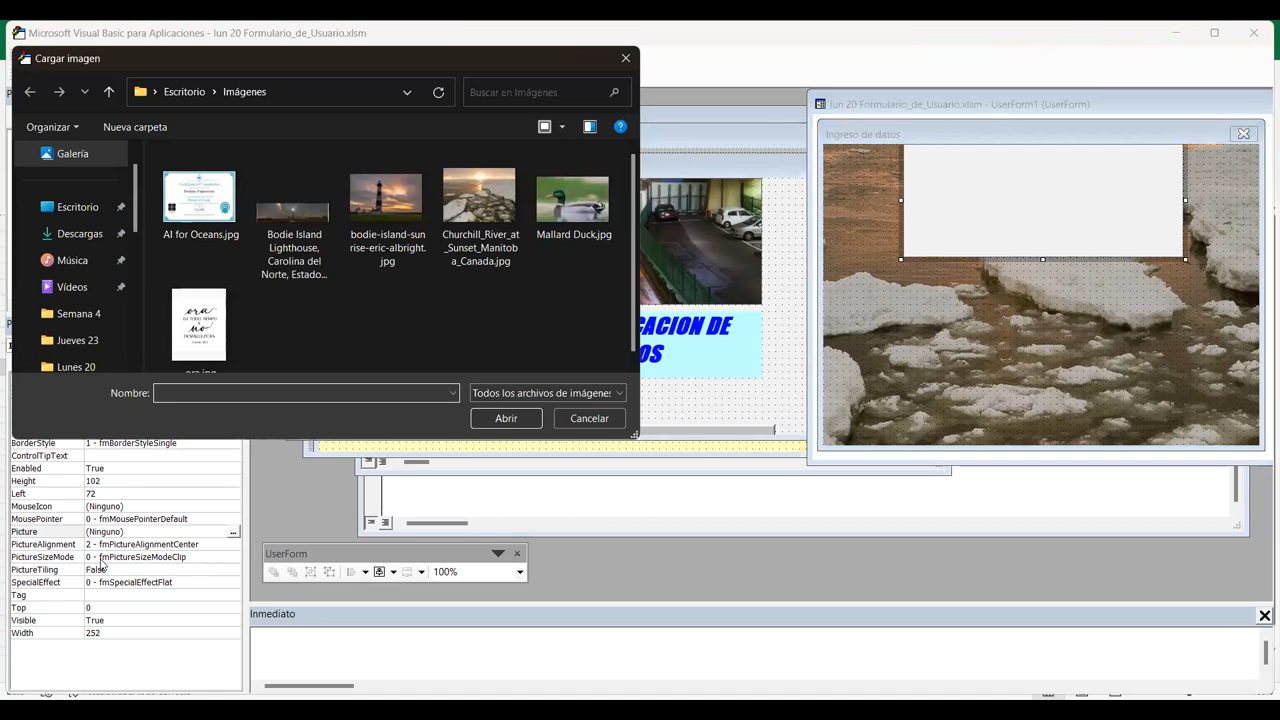 Microsoft Visual Basic para Aplicaciones - lun 20 Formulario_de_Usuario.xlsm
Cargar imagen
Escritorio
Imágenes
Buscar en Imágenes
Organizar
Nueva carpeta
Galería
Escritorio
Descargas
Música
Vídeos
Semana 4
Jueves 23
Lunes 20
AI for Oceans.jpg
Bodie Island
Lighthouse,
Carolina del
Norte, Estado...
bodie-island-sun
rise-eric-albright.
jpg
Churchill_River_at
_Sunset_Manitob
a_Canada.jpg
Mallard Duck.jpg
ora
NO
Nombre:
Todos los archivos de imágenes
Abrir
Cancelar
lun 20 Formulario_de_Usuario.xlsm - UserForm1 (UserForm)
Ingreso de datos
CACION DE
OS
BorderStyle 1 - fmBorderStyleSingle
ControlTipText
Enabled True
Height 102
Left 72
MouseIcon (Ninguno)
MousePointer 0 - fmMousePointerDefault
Picture (Ninguno) ...
PictureAlignment 2 - fmPictureAlignmentCenter
PictureSizeMode 0 - fmPictureSizeModeClip
PictureTiling False
SpecialEffect 0 - fmSpecialEffectFlat
Tag
Top 0
Visible True
Width 252
UserForm
100%
Inmediato